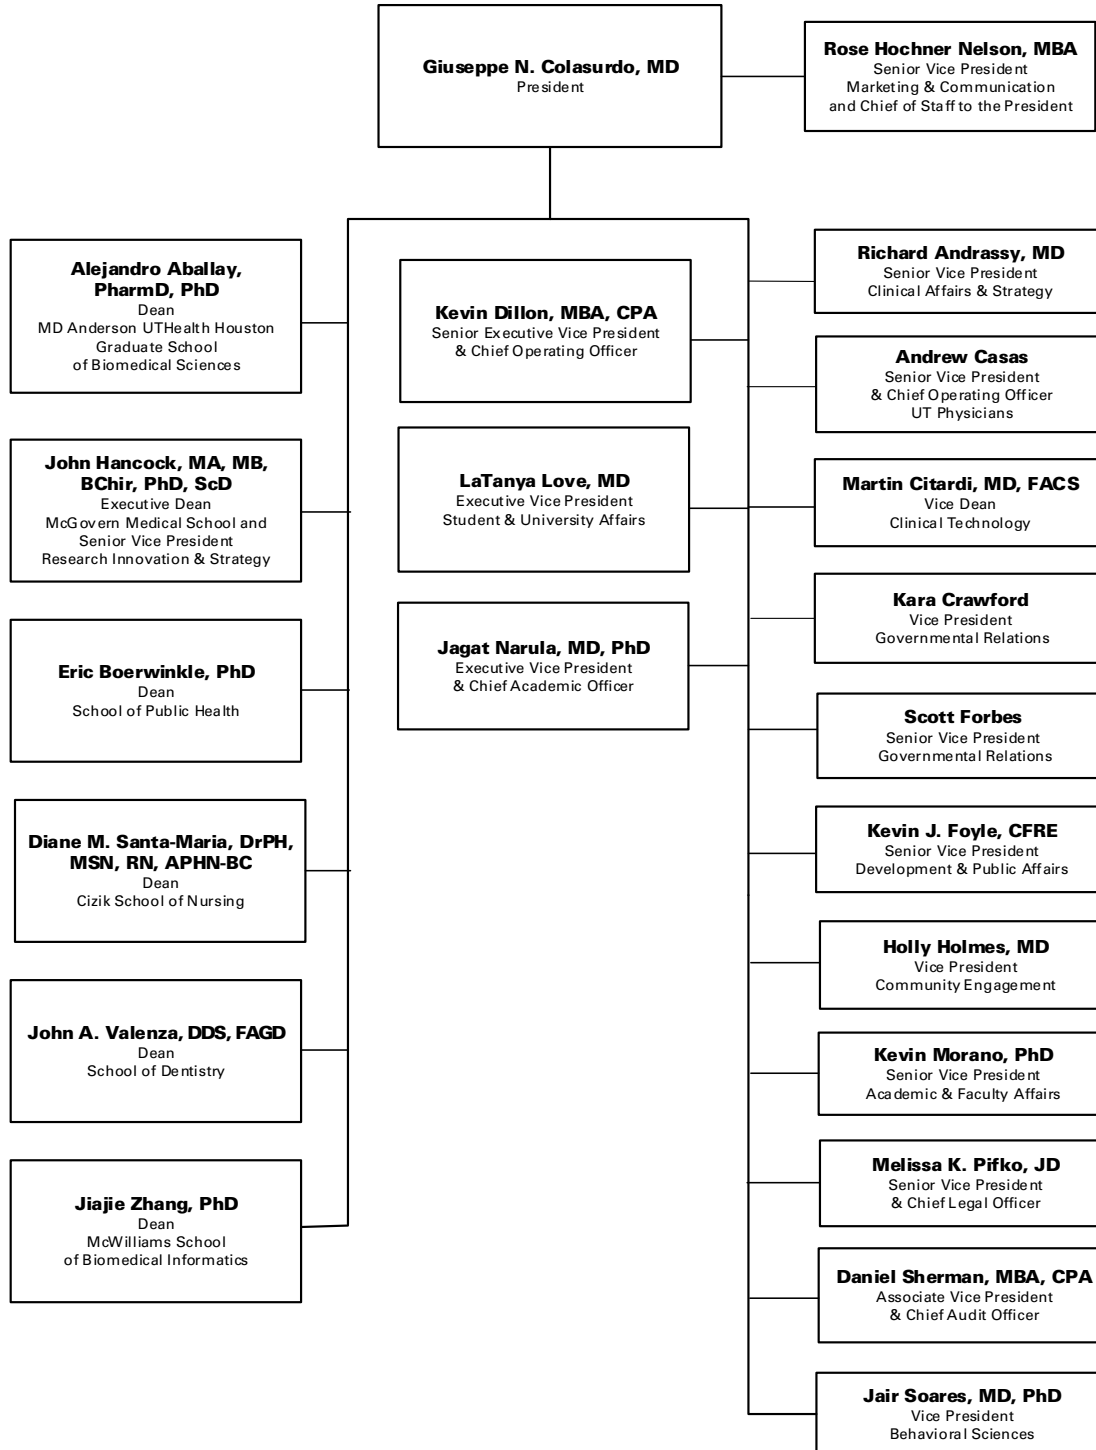 Giuseppe N. Colasurdo, MD
President
Rose Hochner Nelson, MBA
Senior Vice President
Marketing & Communication
and Chief of Staff to the President
Alejandro Aballay,
PharmD, PhD
Dean
MD Anderson UTHealth Houston
Graduate School
of Biomedical Sciences
John Hancock, MA, MB,
BChir, PhD, ScD
Executive Dean
McGovern Medical School and
Senior Vice President
Research Innovation & Strategy
Eric Boerwinkle, PhD
Dean
School of Public Health
Diane M. Santa-Maria, DrPH,
MSN, RN, APHN-BC
Dean
Cizik School of Nursing
John A. Valenza, DDS, FAGD
Dean
School of Dentistry
Jiajie Zhang, PhD
Dean
McWilliams School
of Biomedical Informatics
Kevin Dillon, MBA, CPA
Senior Executive Vice President
& Chief Operating Officer
LaTanya Love, MD
Executive Vice President
Student & University Affairs
Jagat Narula, MD, PhD
Executive Vice President
& Chief Academic Officer
Richard Andrassy, MD
Senior Vice President
Clinical Affairs & Strategy
Andrew Casas
Senior Vice President
& Chief Operating Officer
UT Physicians
Martin Citardi, MD, FACS
Vice Dean
Clinical Technology
Kara Crawford
Vice President
Governmental Relations
Scott Forbes
Senior Vice President
Governmental Relations
Kevin J. Foyle, CFRE
Senior Vice President
Development & Public Affairs
Holly Holmes, MD
Vice President
Community Engagement
Kevin Morano, PhD
Senior Vice President
Academic & Faculty Affairs
Melissa K. Pifko, JD
Senior Vice President
& Chief Legal Officer
Daniel Sherman, MBA, CPA
Associate Vice President
& Chief Audit Officer
Jair Soares, MD, PhD
Vice President
Behavioral Sciences